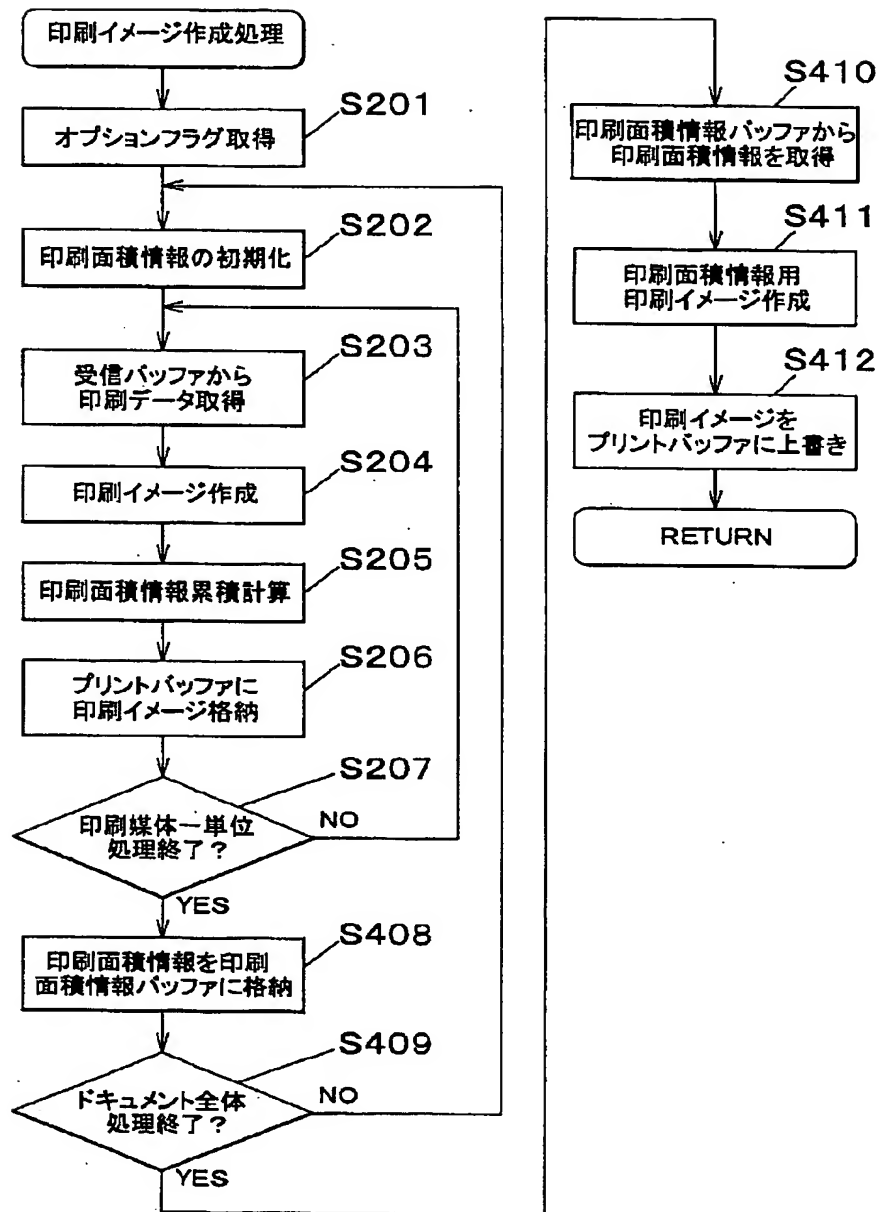 印刷イメージ作成処理
S201
オプションフラグ取得
S202
印刷面積情報の初期化
S203
受信バッファから
印刷データ取得
S204
印刷イメージ作成
S205
印刷面積情報累積計算
S206
プリントバッファに
印刷イメージ格納
S207
印刷媒体一単位
処理終了?
NO
YES
S408
印刷面積情報を印刷
面積情報バッファに格納
S409
ドキュメント全体
処理終了?
NO
YES
S410
印刷面積情報バッファから
印刷面積情報を取得
S411
印刷面積情報用
印刷イメージ作成
S412
印刷イメージを
プリントバッファに上書き
RETURN